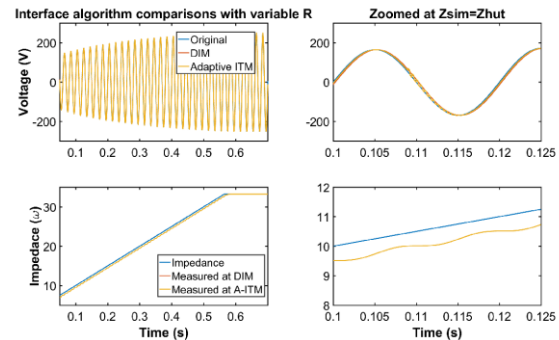 Interface algorithm comparisons with variable R
Zoomed at Zsim=Zhut
Voltage (V)
200
0
-200
Original
DIM
Adaptive ITM
0.1 0.2 0.3 0.4 0.5 0.6
200
0
-200
0.1 0.105 0.11 0.115 0.12 0.125
Impedace (ω)
30
20
10
Impedance
Measured at DIM
Measured at A-ITM
0.1 0.2 0.3 0.4 0.5 0.6
Time (s)
12
11
10
9
8
0.1 0.105 0.11 0.115 0.12 0.125
Time (s)